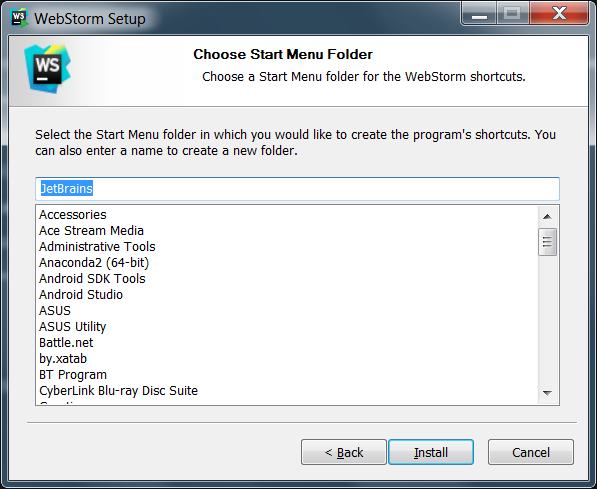 WS WebStorm Setup
WS
Choose Start Menu Folder
Choose a Start Menu folder for the WebStorm shortcuts.
Select the Start Menu folder in which you would like to create the program's shortcuts. You
can also enter a name to create a new folder.
JetBrains
Accessories
Ace Stream Media
Administrative Tools
Anaconda2 (64-bit)
Android SDK Tools
Android Studio
ASUS
ASUS Utility
Battle.net
by.xatab
BT Program
CyberLink Blu-ray Disc Suite
< Back Install Cancel